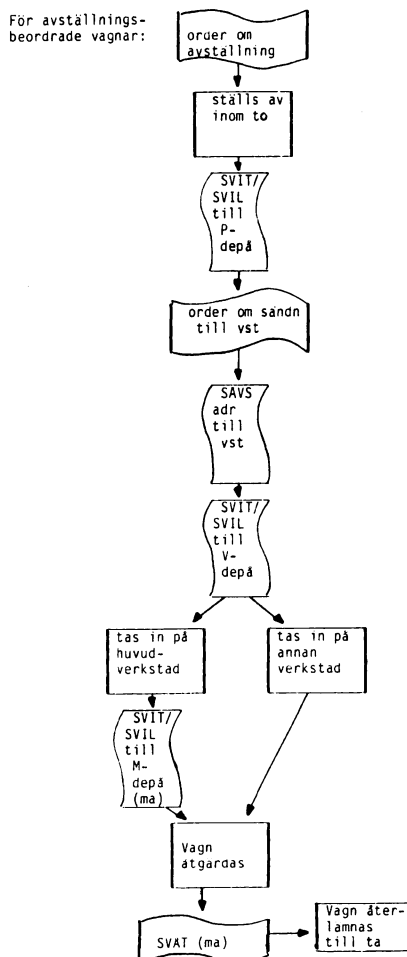 För avställnings-
beordrade vagnar:
order om
avställning
ställs av
inom to
SVIT/
SVIL
till
P-
depå
order om sändn
till vst
SAVS
adr
till
vst
SVIT/
SVIL
till
V-
depå
tas in på
huvud-
verkstad
tas in på
annan
verkstad
SVIT/
SVIL
till
M-
depå
(ma)
Vagn
åtgardas
SVAT (ma)
Vagn åter-
lamnas
till ta